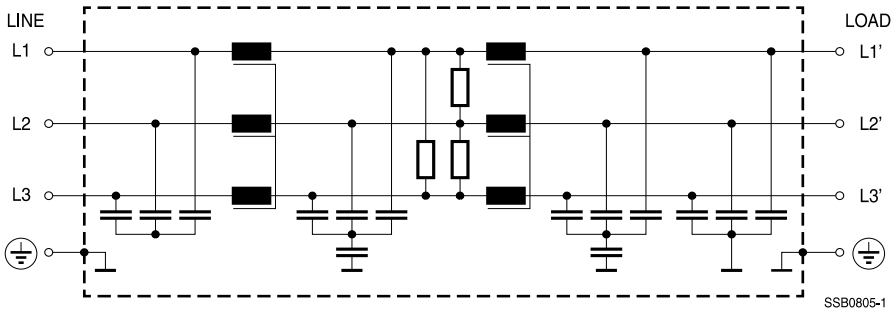 LINE LOAD
L1 L1'
L2 L2'
L3 L3'
SSB0805-1